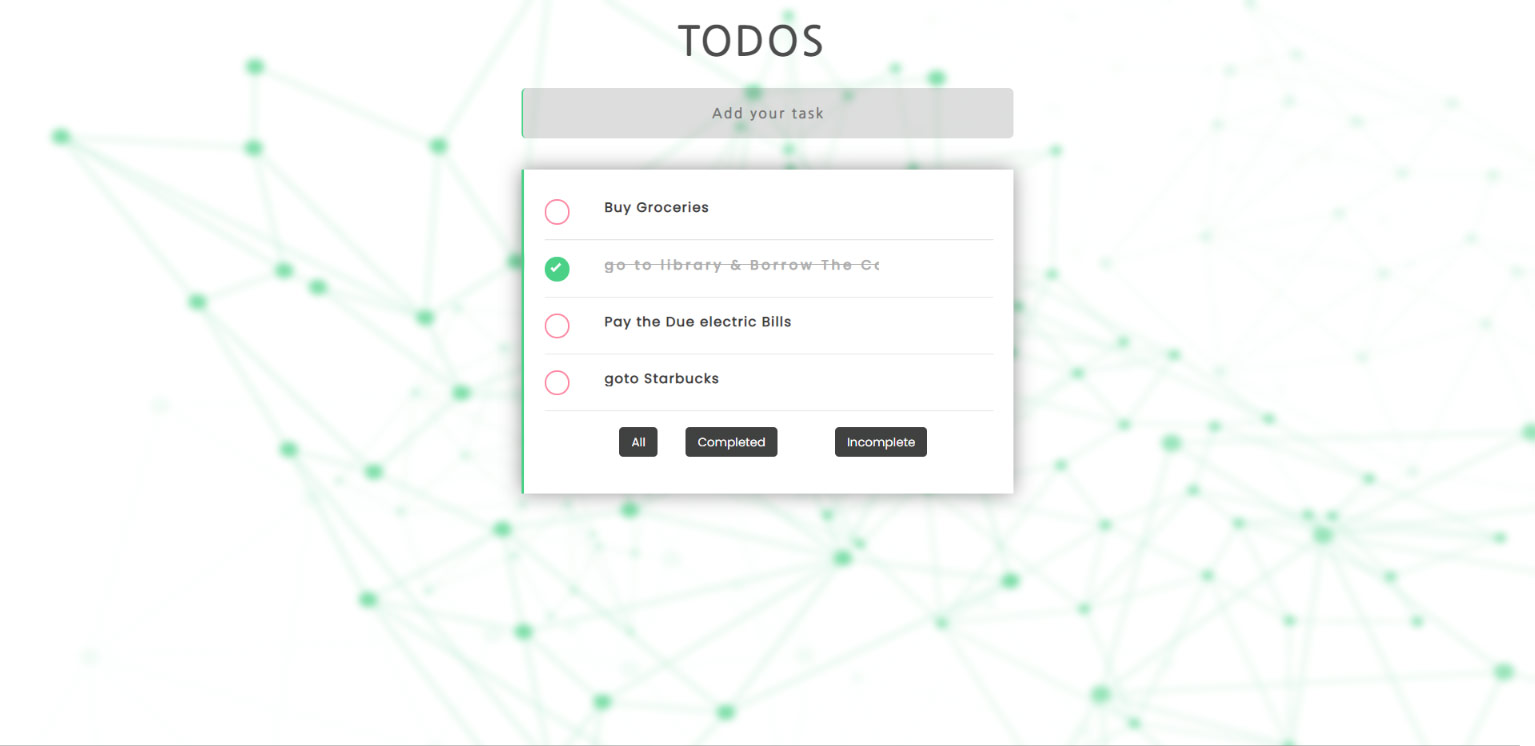 TODOS
Add your task
Buy Groceries
go to library & Borrow The
Pay the Due electric Bills
goto Starbucks
All Completed Incomplete